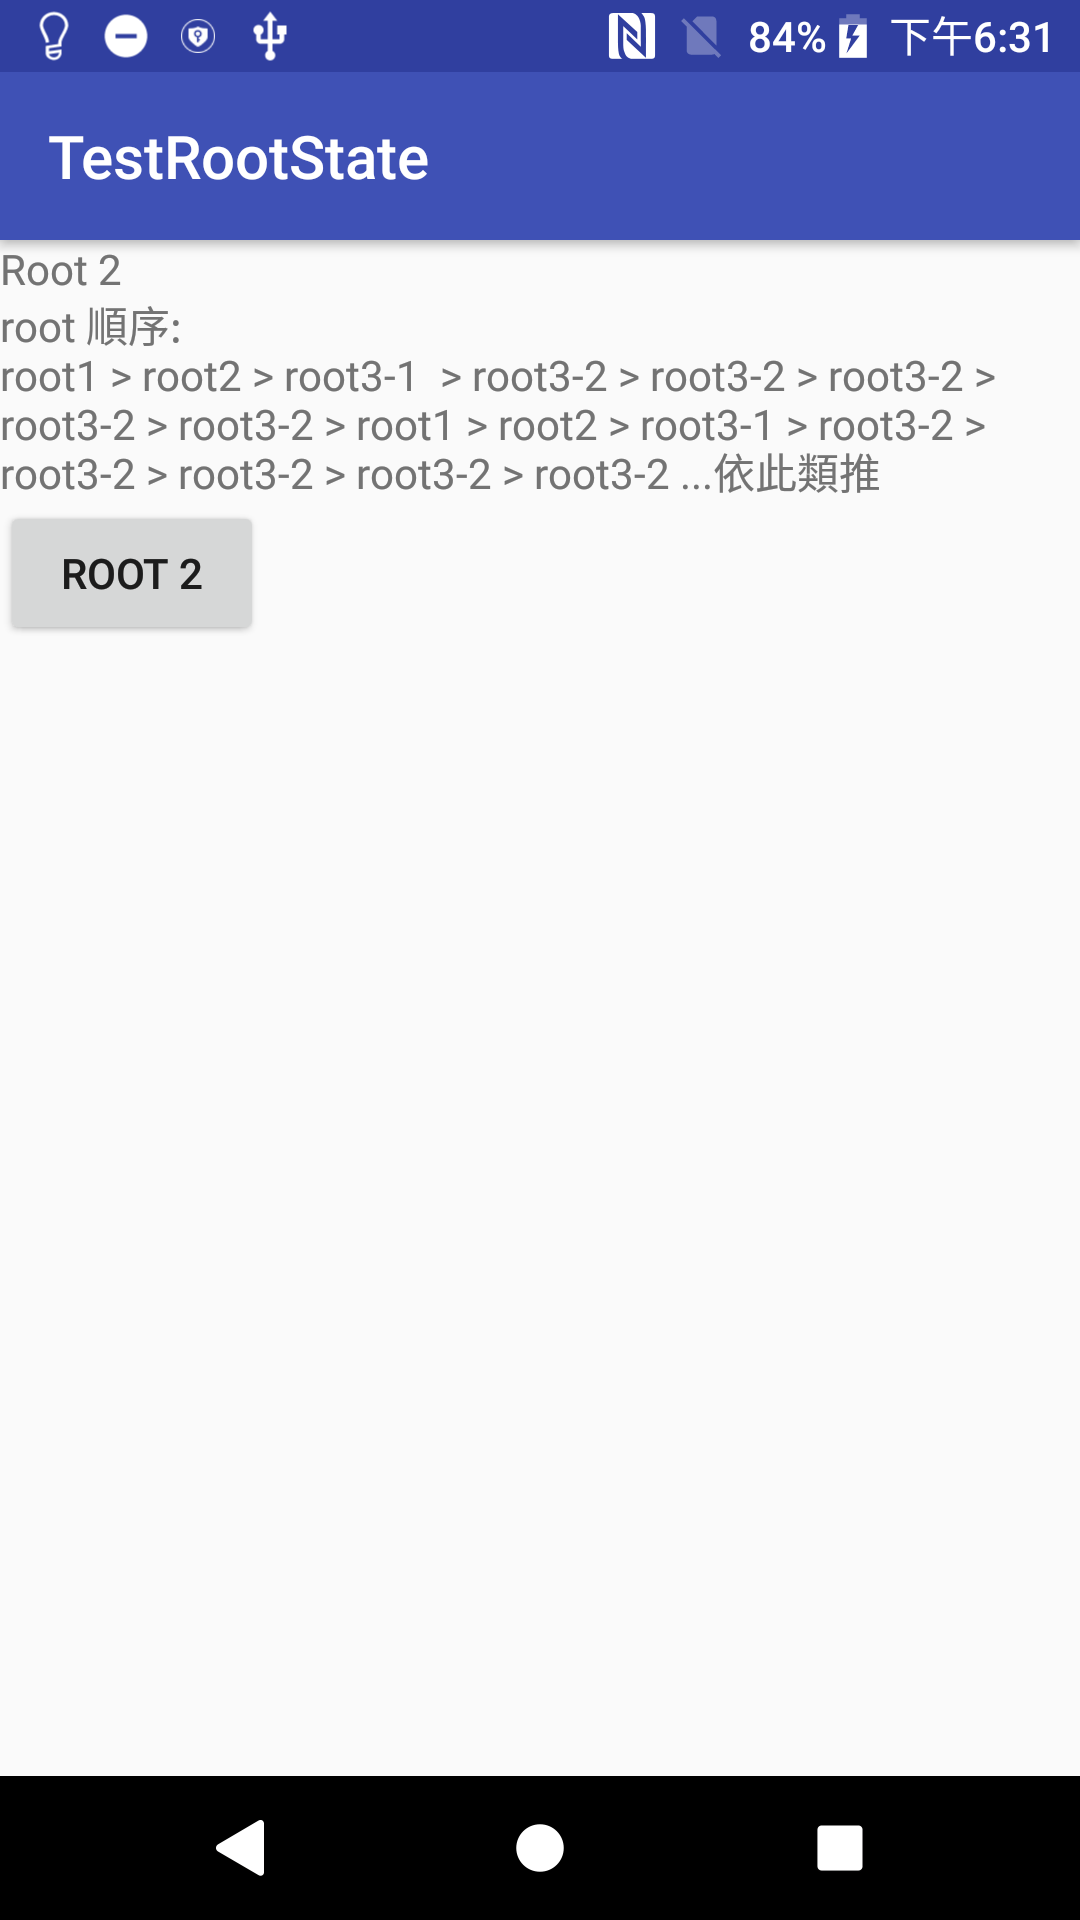 84% 下午6:31
TestRootState
Root 2
root 順序:
root1 > root2 > root3-1  > root3-2 > root3-2 > root3-2 >
root3-2 > root3-2 > root1 > root2 > root3-1 > root3-2 >
root3-2 > root3-2 > root3-2 > root3-2 ...依此類推
ROOT 2